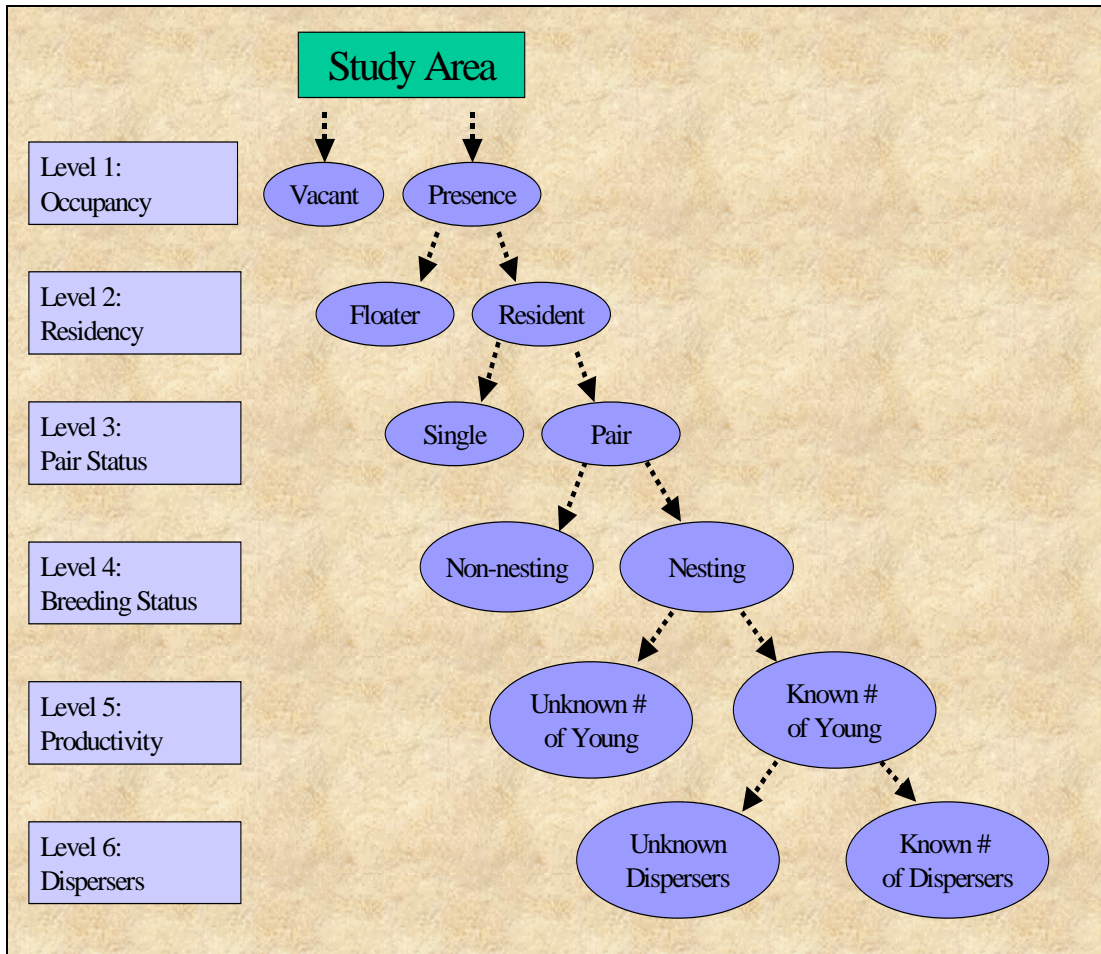 Study Area
Level 1:
Occupancy
Vacant
Presence
Level 2:
Residency
Floater
Resident
Level 3:
Pair Status
Single
Pair
Level 4:
Breeding Status
Non-nesting
Nesting
Level 5:
Productivity
Unknown #
of Young
Known #
of Young
Level 6:
Dispersers
Unknown
Dispersers
Known #
of Dispersers